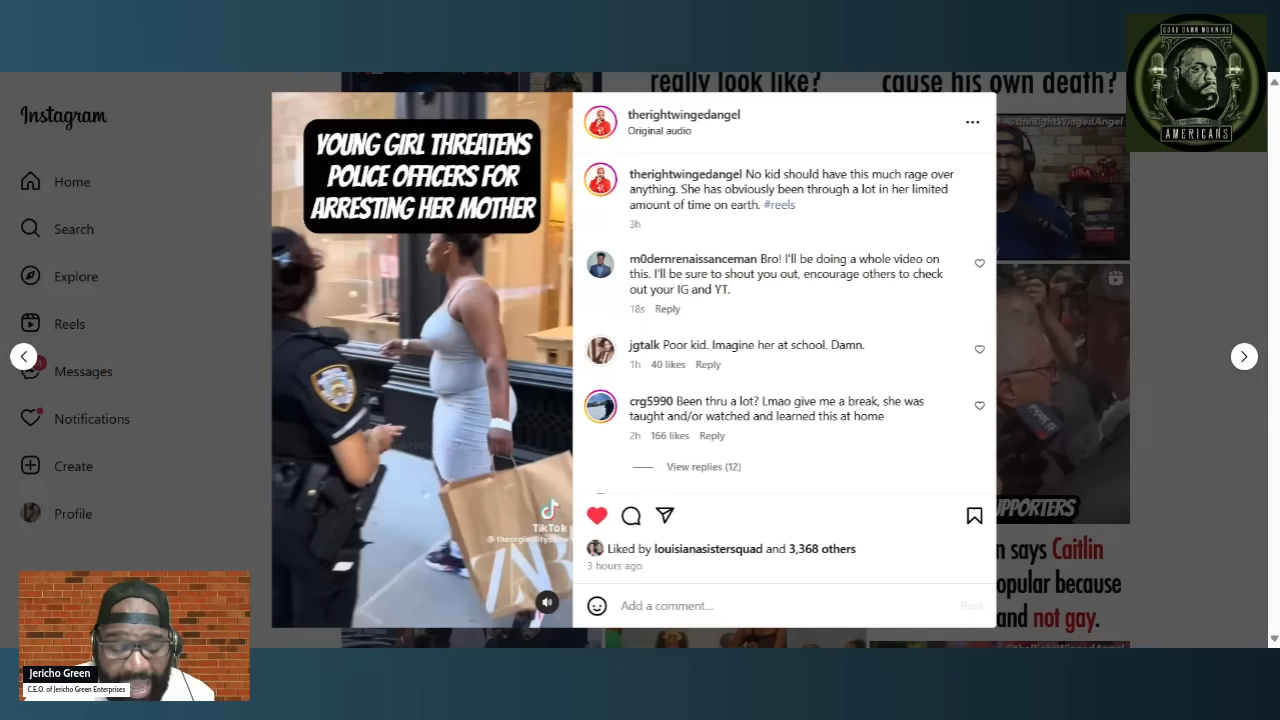 GODD DAMN MORNING
AMERICANS
really look like?
cause his own death?
Instagram
Home
Search
Explore
Reels
Messages
Notifications
Create
Profile
YOUNG GIRL THREATENS
POLICE OFFICERS FOR
ARRESTING HER MOTHER
TikTok
ZA
therightwingedangel
Original audio
therightwingedangel No kid should have this much rage over
anything. She has obviously been through a lot in her limited
amount of time on earth. #reels
3h
m0dernrenaissanceman Bro! I'll be doing a whole video on
this. I'll be sure to shout you out, encourage others to check
out your IG and YT.
18s Reply
jgtalk Poor kid. Imagine her at school. Damn.
1h 40 likes Reply
crg5990 Been thru a lot? Lmao give me a break, she was
taught and/or watched and learned this at home
2h 166 likes Reply
View replies (12)
Liked by louisianasistersquad and 3,368 others
3 hours ago
Add a comment...
Post
@theRightWingedAngel
USA
UPPORTERS
n says Caitlin
opular because
and not gay.
@theRightWingedAngel
Jericho Green
C.E.O. of Jericho Green Enterprises